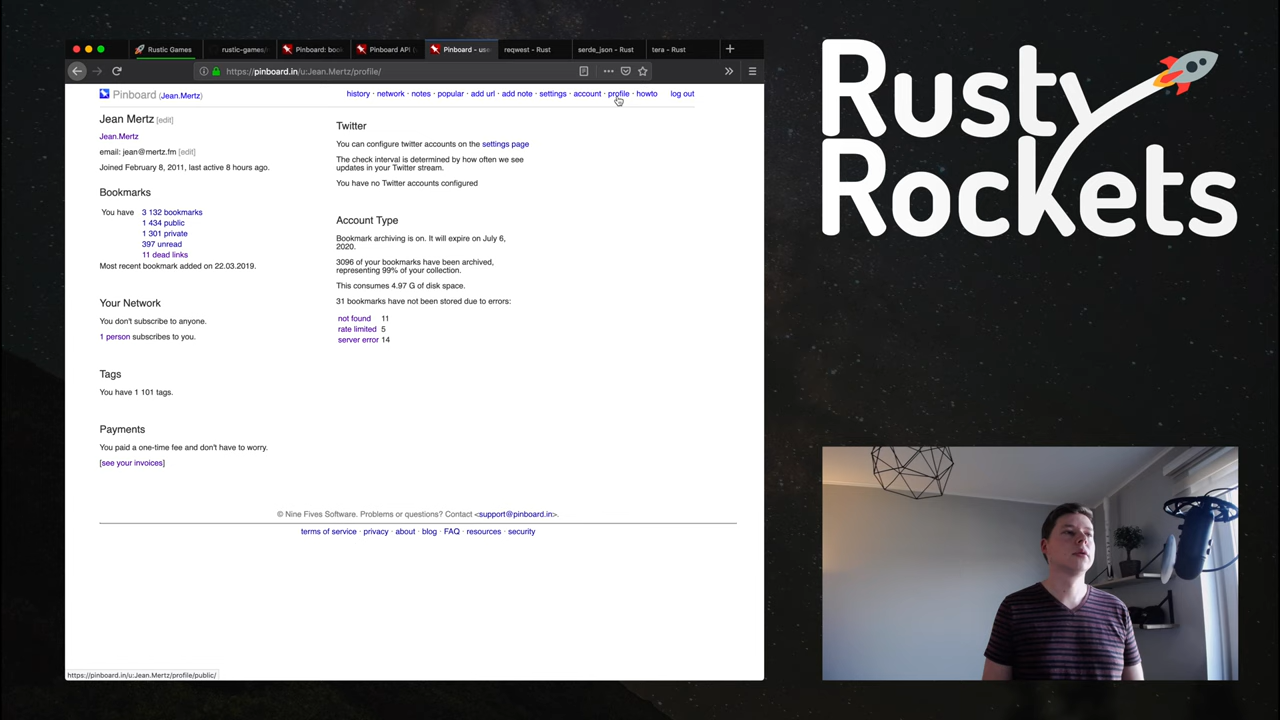 Rustic Games
rustic-games/
Pinboard: boo
Pinboard API (
Pinboard - use
reqwest - Rust
serde_json - Rust
tera - Rust
https://pinboard.in/u:Jean.Mertz/profile/
Pinboard (Jean.Mertz)
history · network · notes · popular · add url · add note · settings · account · profile · howto
log out
Jean Mertz [edit]
Jean.Mertz
email: jean@mertz.fm [edit]
Joined February 8, 2011, last active 8 hours ago.
Bookmarks
You have 3 132 bookmarks
1 434 public
1 301 private
397 unread
11 dead links
Most recent bookmark added on 22.03.2019.
Your Network
You don't subscribe to anyone.
1 person subscribes to you.
Tags
You have 1 101 tags.
Payments
You paid a one-time fee and don't have to worry.
[see your invoices]
Twitter
You can configure twitter accounts on the settings page
The check interval is determined by how often we see
updates in your Twitter stream.
You have no Twitter accounts configured
Account Type
Bookmark archiving is on. It will expire on July 6,
2020.
3096 of your bookmarks have been archived,
representing 99% of your collection.
This consumes 4.97 G of disk space.
31 bookmarks have not been stored due to errors:
not found 11
rate limited 5
server error 14
© Nine Fives Software. Problems or questions? Contact <support@pinboard.in>.
terms of service · privacy · about · blog · FAQ · resources · security
https://pinboard.in/u:Jean.Mertz/profile/public/
Rusty
Rockets